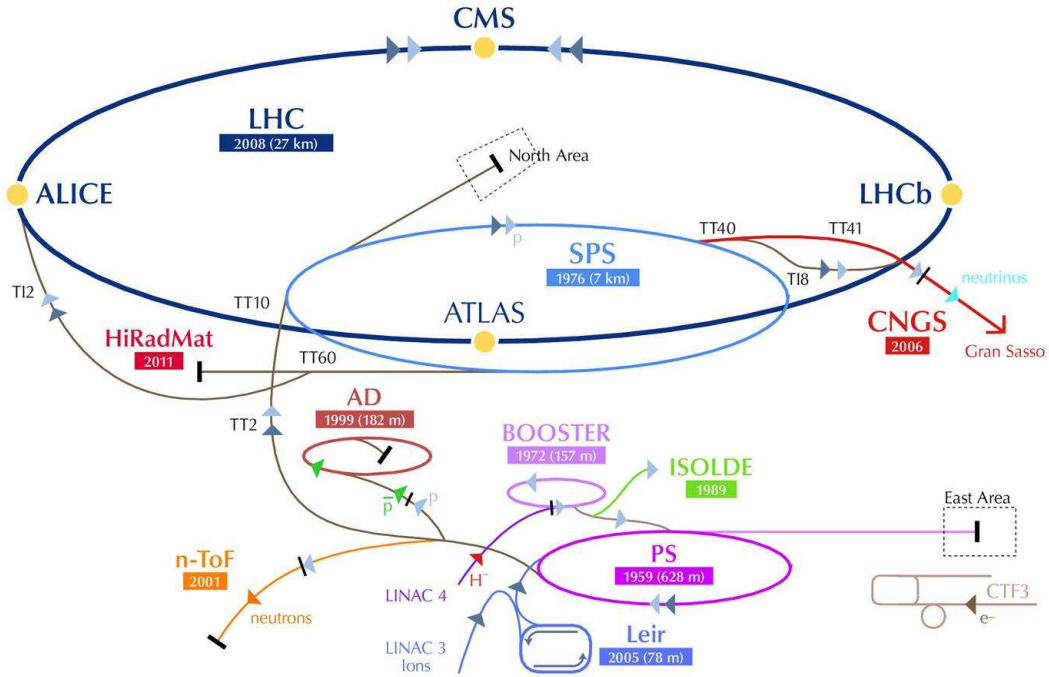 CMS
LHC
2008 (27 km)
North Area
ALICE
LHCb
TT40
TT41
p
SPS
1976 (7 km)
TI8
neutrinos
TI2
TT10
ATLAS
CNGS
2006
Gran Sasso
HiRadMat
2011
TT60
AD
1999 (182 m)
TT2
BOOSTER
1972 (157 m)
ISOLDE
1989
p̅
p
East Area
n-ToF
2001
PS
1959 (628 m)
H⁻
LINAC 4
neutrons
CTF3
e⁻
LINAC 3
Ions
Leir
2005 (78 m)